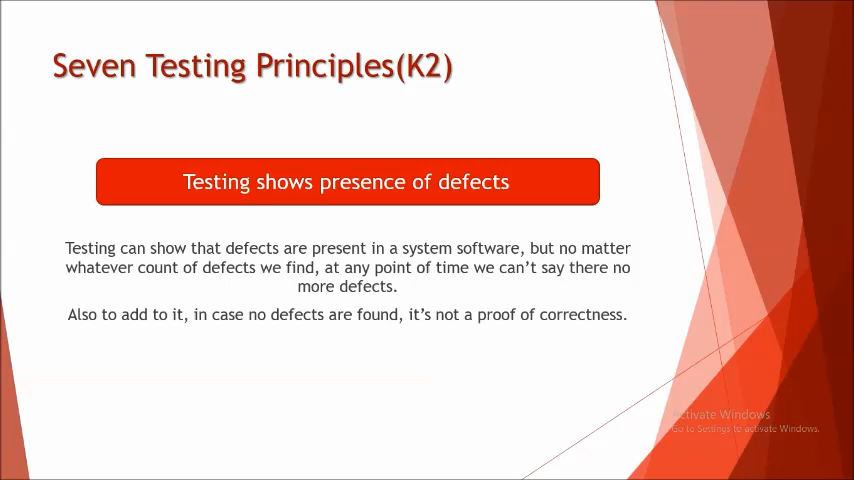 Seven Testing Principles(K2)
Testing shows presence of defects
Testing can show that defects are present in a system software, but no matter
whatever count of defects we find, at any point of time we can’t say there no
more defects.
Also to add to it, in case no defects are found, it’s not a proof of correctness.
Activate Windows
Go to Settings to activate Windows.